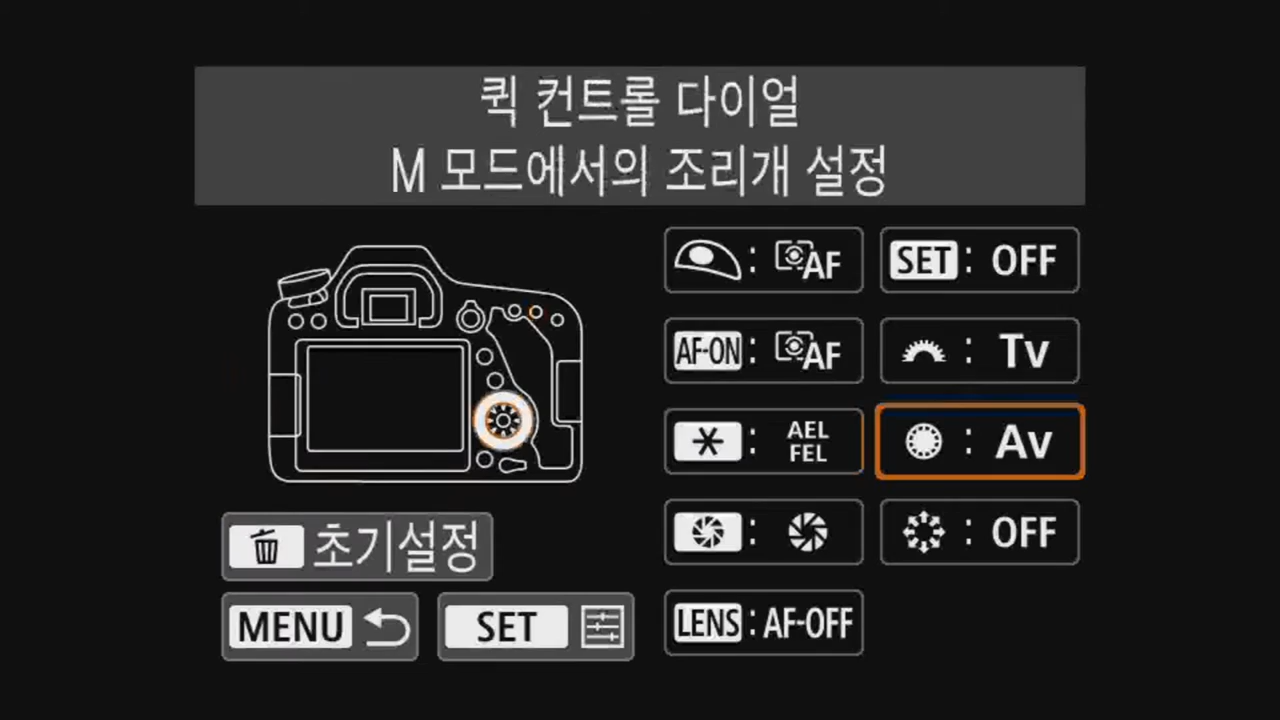 퀵 컨트롤 다이얼
M 모드에서의 조리개 설정
: AF
SET : OFF
AF-ON : AF
: Tv
: AEL FEL
: Av
:
: OFF
LENS : AF-OFF
초기설정
MENU
SET